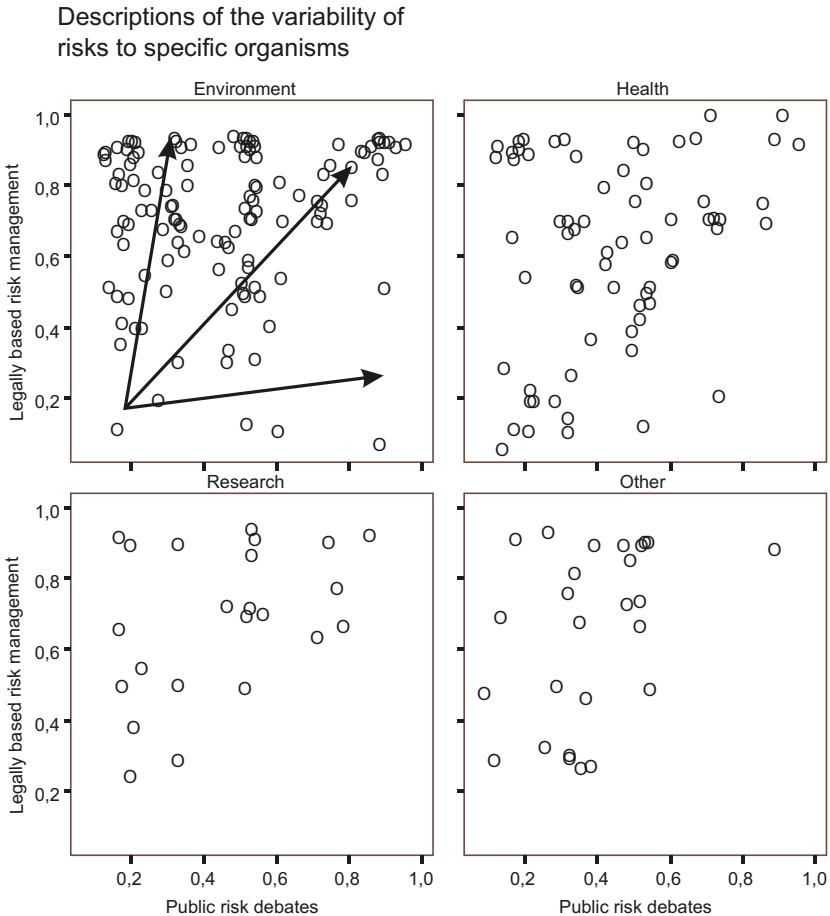 Descriptions of the variability of
risks to specific organisms
Environment
Health
Legally based risk management
1,0
0,8
0,6
0,4
0,2
Research
Other
Legally based risk management
1,0
0,8
0,6
0,4
0,2
0,2 0,4 0,6 0,8 1,0
0,2 0,4 0,6 0,8 1,0
Public risk debates
Public risk debates